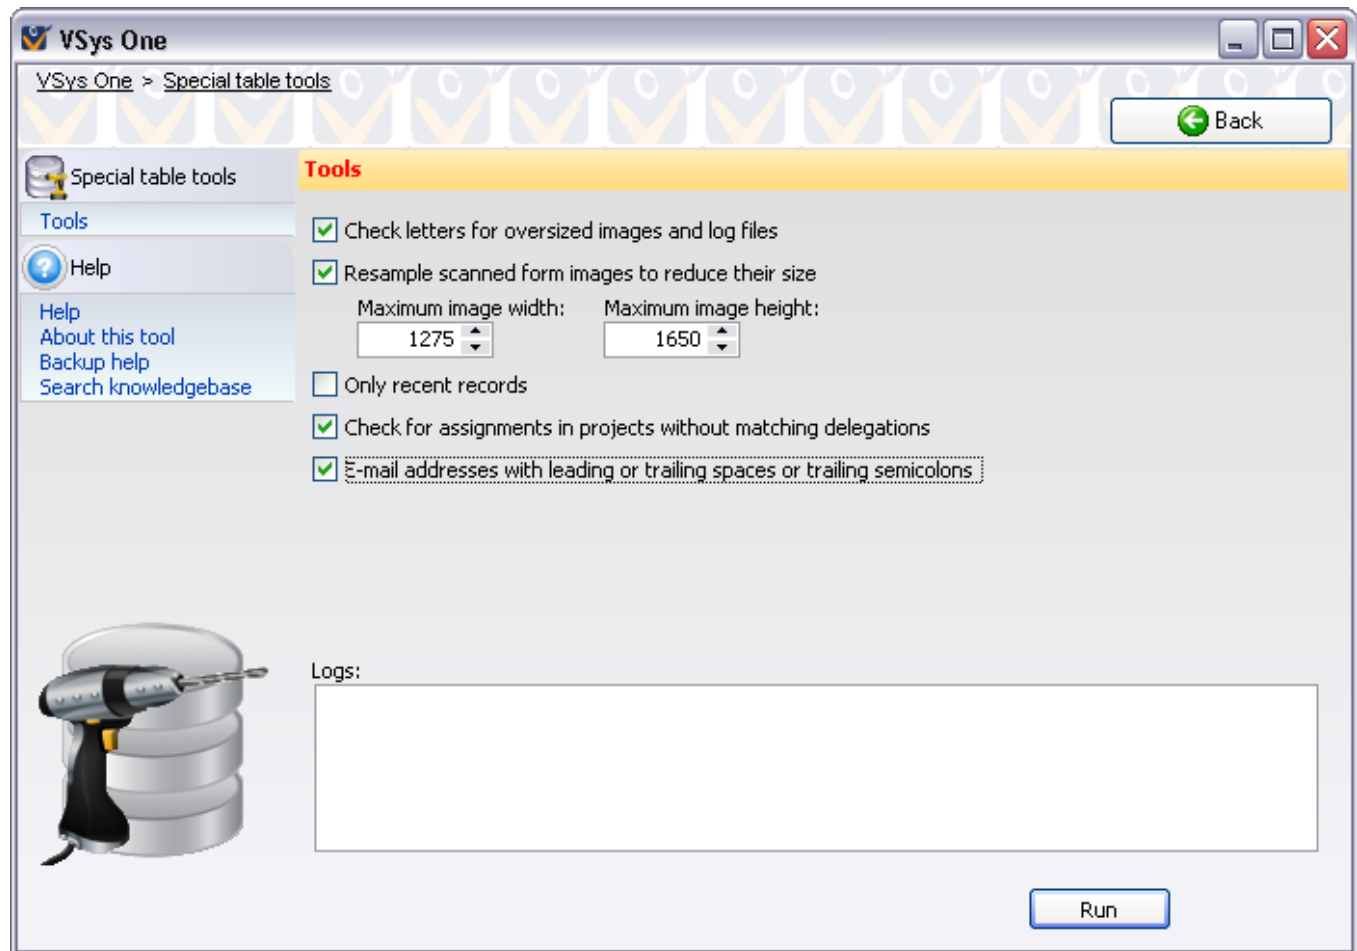 VSys One
VSys One > Special table tools
Back
Special table tools
Tools
Help
Help
About this tool
Backup help
Search knowledgebase
Tools
Check letters for oversized images and log files
Resample scanned form images to reduce their size
Maximum image width: Maximum image height:
1275 1650
Only recent records
Check for assignments in projects without matching delegations
E-mail addresses with leading or trailing spaces or trailing semicolons
Logs:
Run